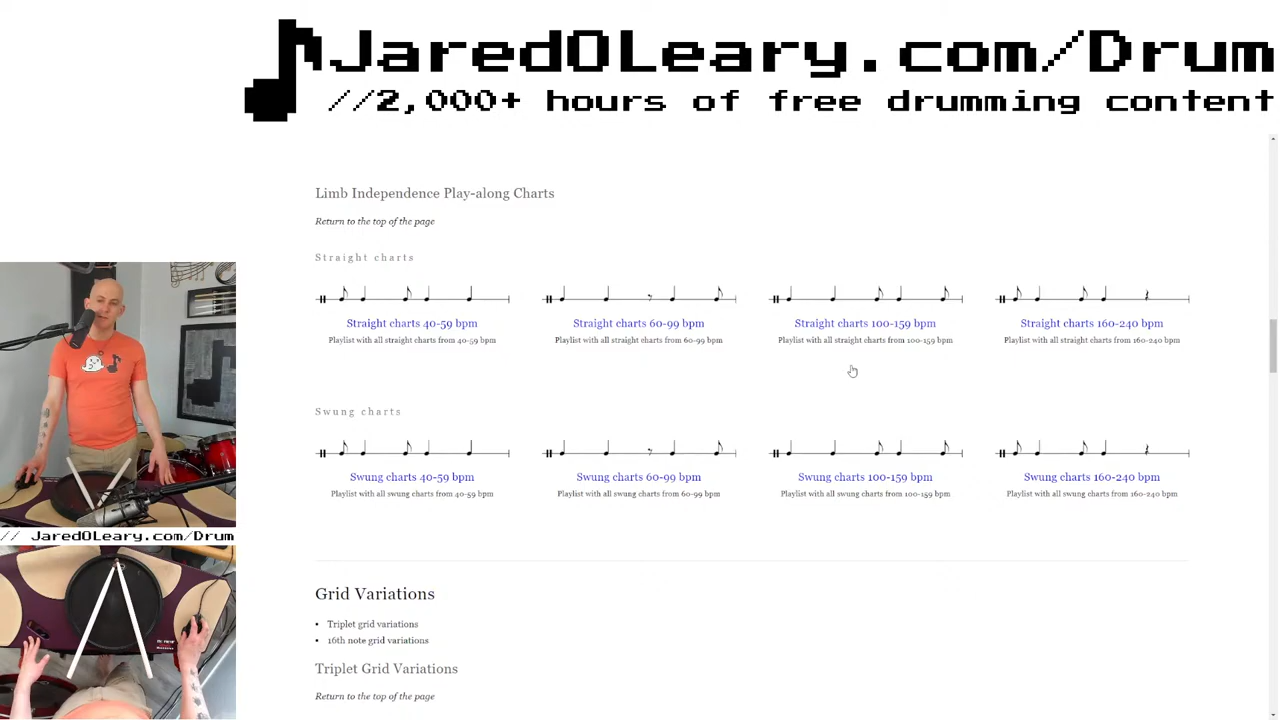 JaredOLeary.com/Drum
//2,000+ hours of free drumming content
Limb Independence Play-along Charts
Return to the top of the page
Straight charts
Straight charts 40-59 bpm
Playlist with all straight charts from 40-59 bpm
Straight charts 60-99 bpm
Playlist with all straight charts from 60-99 bpm
Straight charts 100-159 bpm
Playlist with all straight charts from 100-159 bpm
Straight charts 160-240 bpm
Playlist with all straight charts from 160-240 bpm
Swung charts
Swung charts 40-59 bpm
Playlist with all swung charts from 40-59 bpm
Swung charts 60-99 bpm
Playlist with all swung charts from 60-99 bpm
Swung charts 100-159 bpm
Playlist with all swung charts from 100-159 bpm
Swung charts 160-240 bpm
Playlist with all swung charts from 160-240 bpm
// JaredOLeary.com/Drum
Grid Variations
• Triplet grid variations
• 16th note grid variations
Triplet Grid Variations
Return to the top of the page